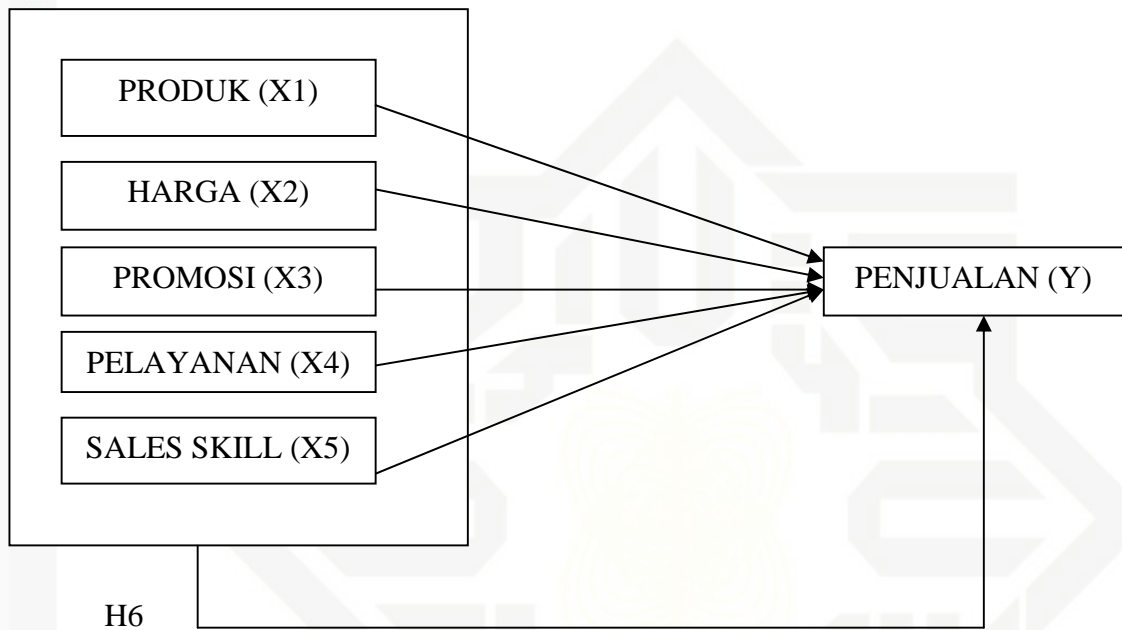 PRODUK (X1)
HARGA (X2)
PROMOSI (X3)
PENJUALAN (Y)
PELAYANAN (X4)
SALES SKILL (X5)
H6